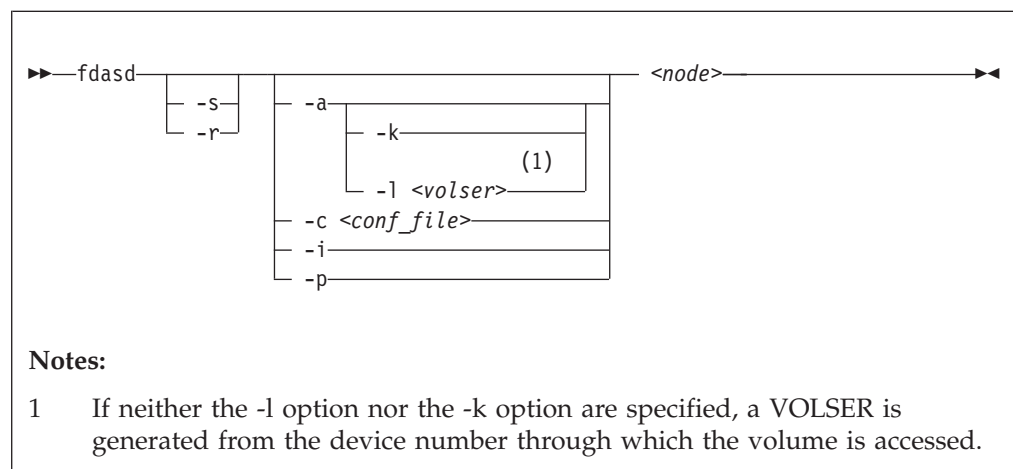 fdasd <node>
-s -a
-r -k
(1)
-l <volser>
-c <conf_file>
-i
-p
Notes:
1 If neither the -l option nor the -k option are specified, a VOLSER is
generated from the device number through which the volume is accessed.